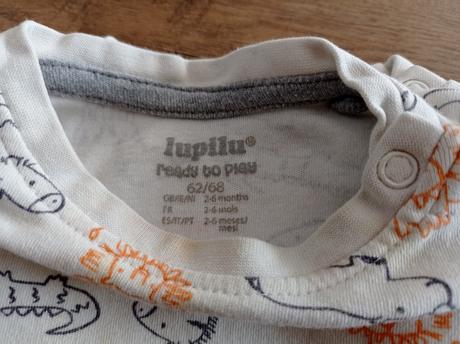 lupilu®
ready to play
62/68
GB/IE/NI 2-6 months
FR 2-6 mois
ES/IT/PT 2-6 meses/
mesi